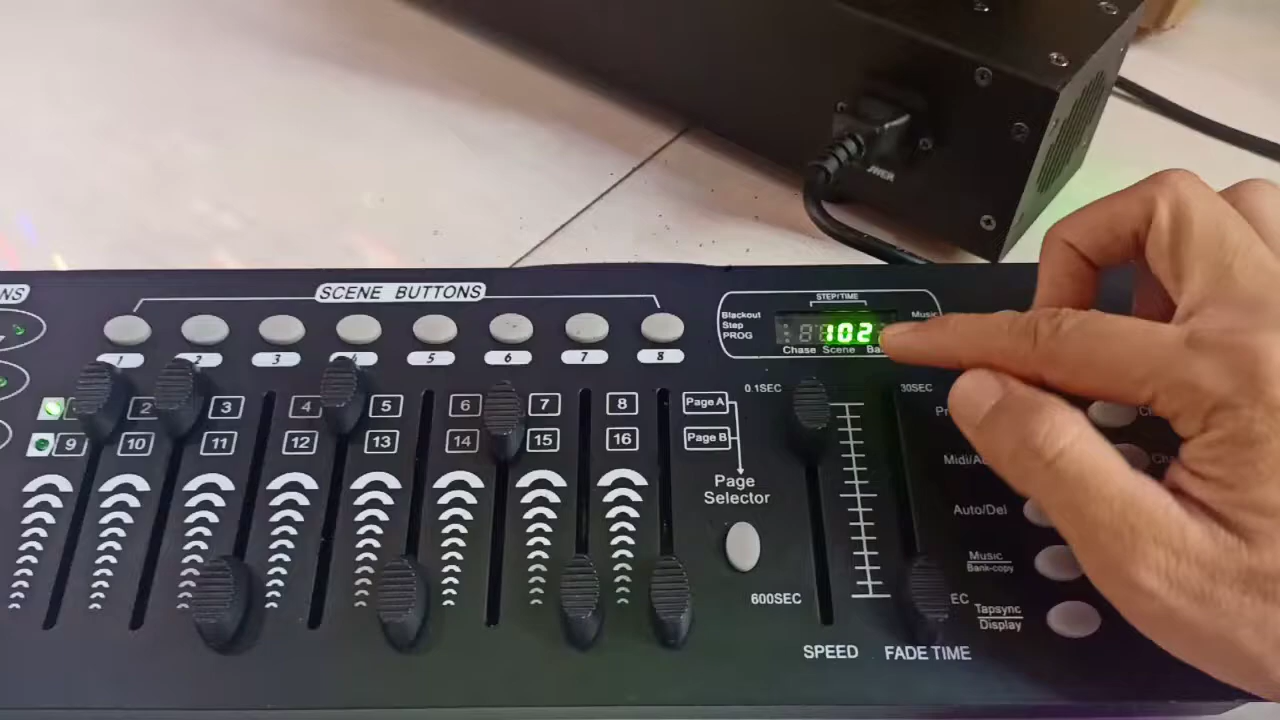 NS
SCENE BUTTONS
1 2 3 4 5 6 7 8
STEP/TIME
Blackout
Step
PROG
Music
102
Chase Scene
0.1SEC
30SEC
2 3 4 5 6 7 8
9 10 11 12 13 14 15 16
Page A
Page B
Page
Selector
600SEC
SPEED
FADE TIME
Auto/Del
Music
Bank-copy
Tapsync
Display